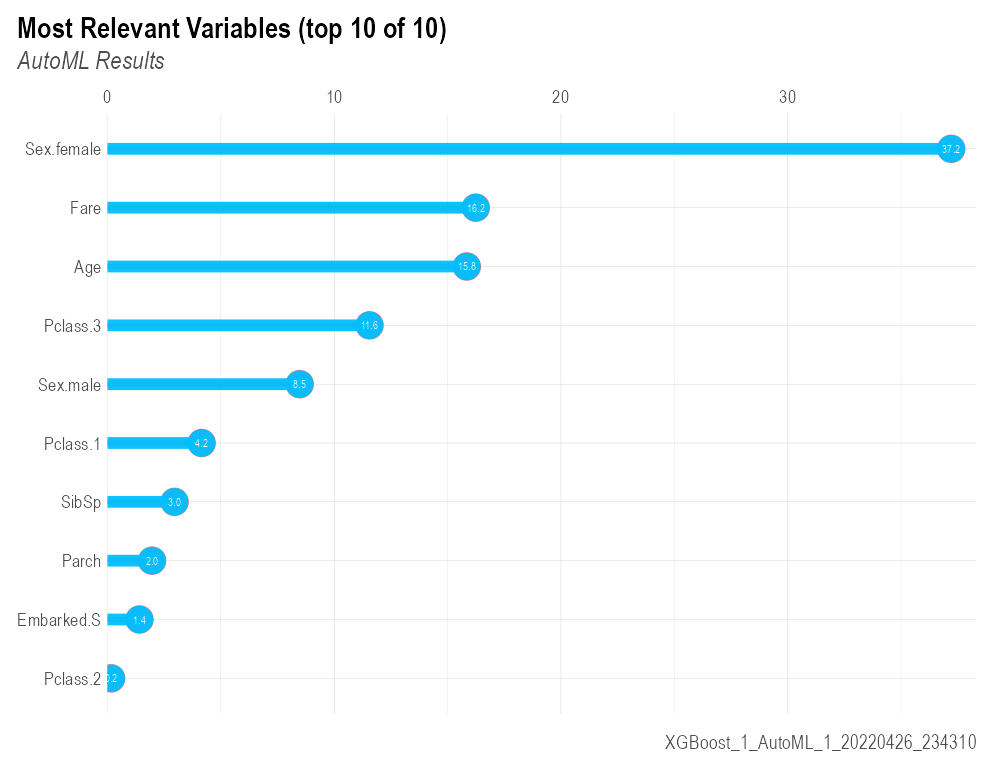 Most Relevant Variables (top 10 of 10)
AutoML Results
0 10 20 30
Sex.female 37.2
Fare 16.2
Age 15.8
Pclass.3 11.6
Sex.male 8.5
Pclass.1 4.2
SibSp 3.0
Parch 2.0
Embarked.S 1.4
Pclass.2 0.2
XGBoost_1_AutoML_1_20220426_234310